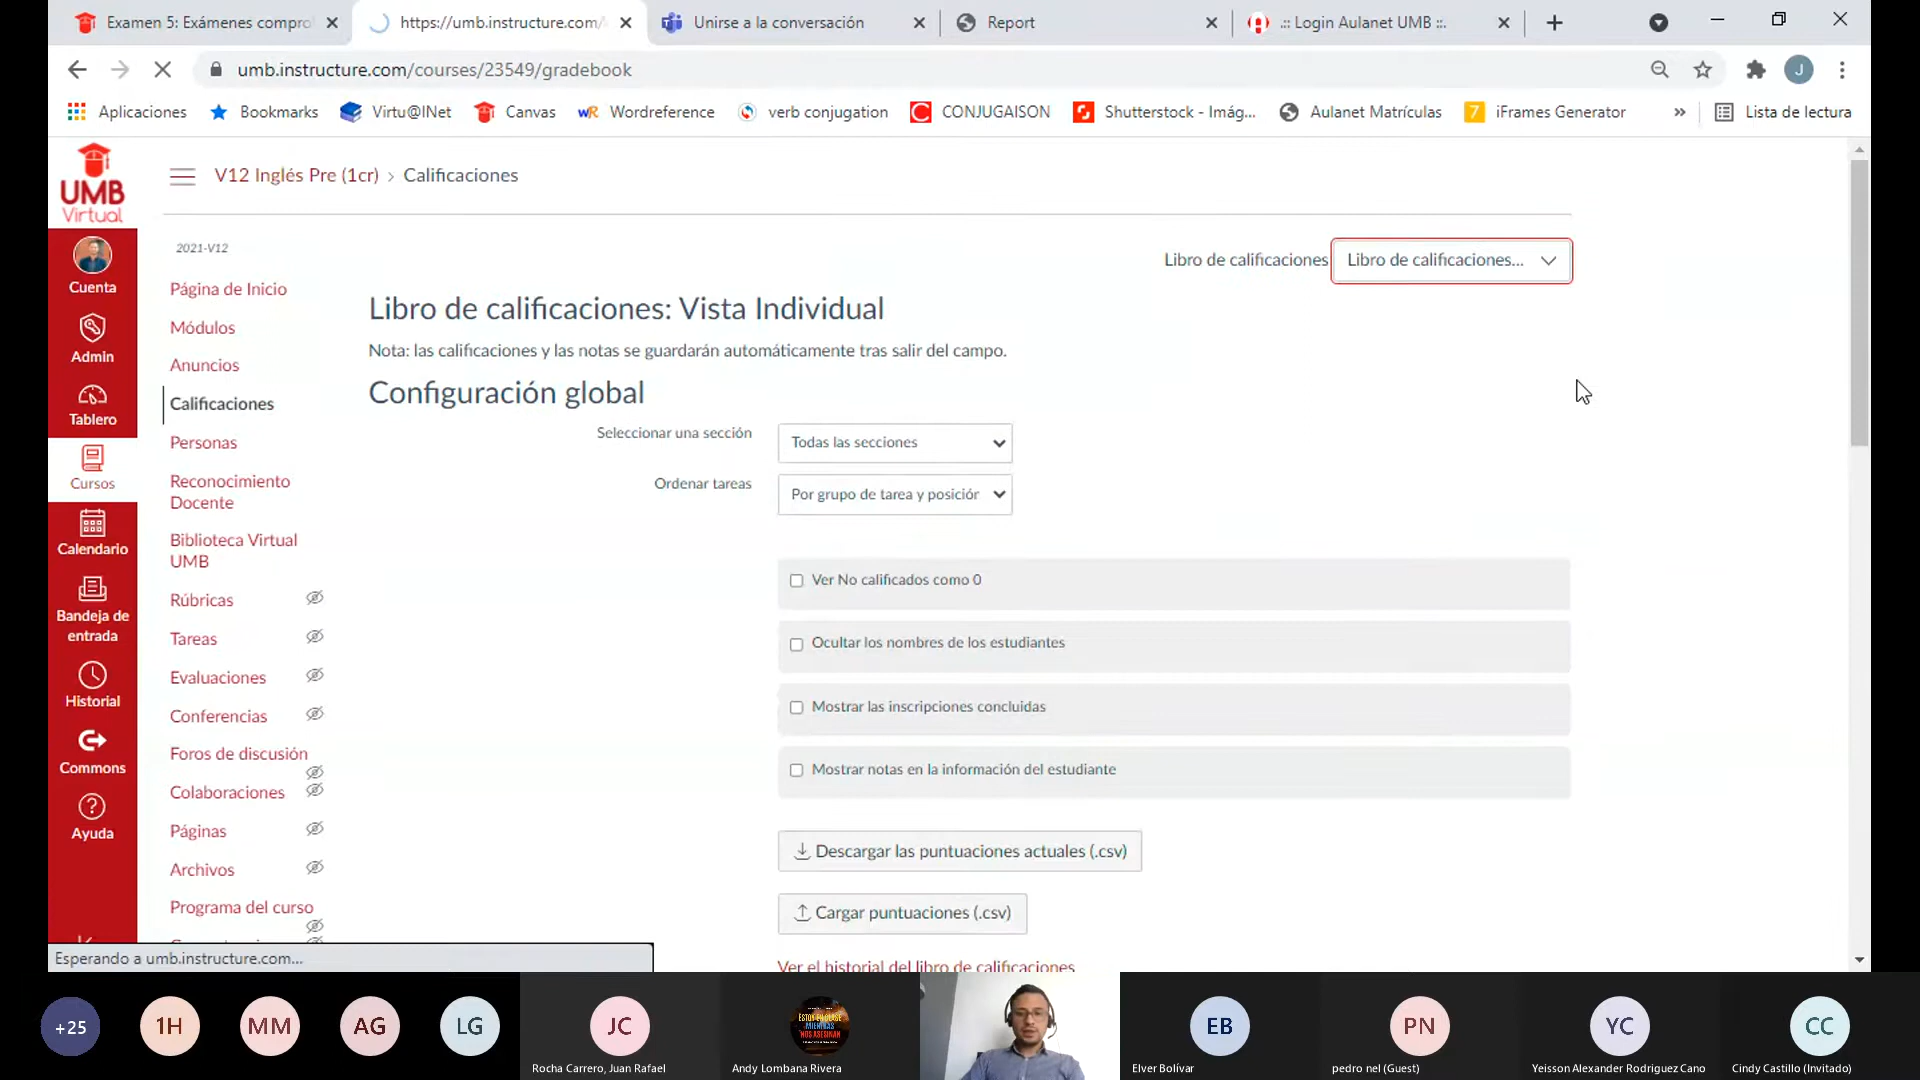 Examen 5: Exámenes compro
https://umb.instructure.com/
Unirse a la conversación
Report
.:: Login Aulanet UMB ::.
umb.instructure.com/courses/23549/gradebook
J
Aplicaciones
Bookmarks
Virtu@lNet
Canvas
WR Wordreference
verb conjugation
C CONJUGAISON
Shutterstock - Imág...
Aulanet Matrículas
7 iFrames Generator
»
Lista de lectura
UMB
Virtual
V12 Inglés Pre (1cr) › Calificaciones
2021-V12
Libro de calificaciones
Libro de calificaciones...
Cuenta
Admin
Tablero
Cursos
Calendario
Bandeja de
entrada
Historial
Commons
Ayuda
Página de Inicio
Módulos
Anuncios
Calificaciones
Personas
Reconocimiento
Docente
Biblioteca Virtual
UMB
Rúbricas
Tareas
Evaluaciones
Conferencias
Foros de discusión
Colaboraciones
Páginas
Archivos
Programa del curso
Libro de calificaciones: Vista Individual
Nota: las calificaciones y las notas se guardarán automáticamente tras salir del campo.
Configuración global
Seleccionar una sección
Todas las secciones
Ordenar tareas
Por grupo de tarea y posición
Ver No calificados como 0
Ocultar los nombres de los estudiantes
Mostrar las inscripciones concluidas
Mostrar notas en la información del estudiante
Descargar las puntuaciones actuales (.csv)
Cargar puntuaciones (.csv)
Ver el historial del libro de calificaciones
Esperando a umb.instructure.com...
+25
1H
MM
AG
LG
JC
Rocha Carrero, Juan Rafael
ESTOY EN CLASE
MIENTRAS
NOS ASESINAN
Andy Lombana Rivera
EB
Elver Bolívar
PN
pedro nel (Guest)
YC
Yeisson Alexander Rodriguez Cano
CC
Cindy Castillo (Invitado)